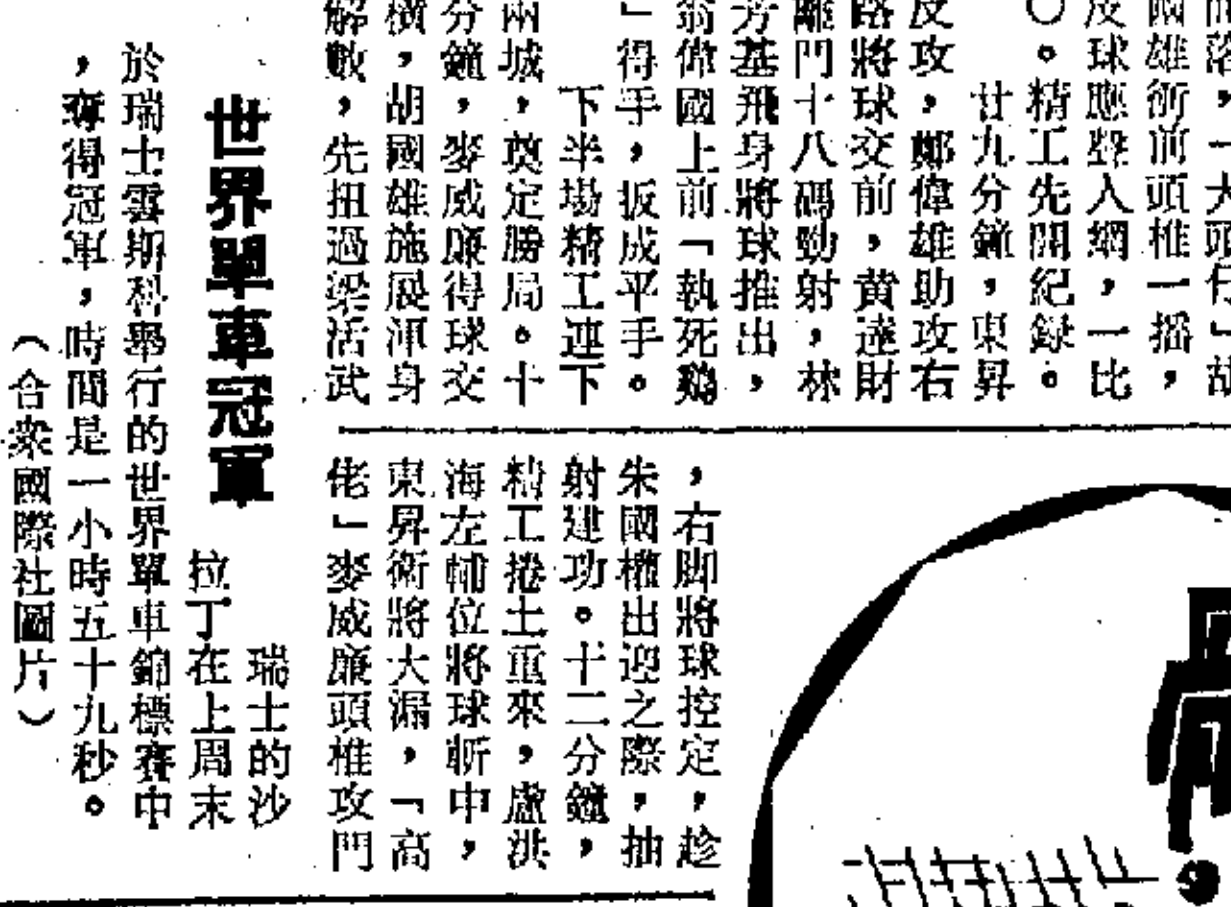 落，一大頭仔」胡
國雄衝前頭椎一搖，
反球應聲入網，一比
○。精工先開紀録。
廿九分鐘，東昇
反攻，鄭偉雄助攻右
路將球交前，黄達財
離門十八碼勁射，林
芳基飛身將球推出，
翁偉國上前「執死鷄
」得手，扳成平手。
下半場精工連下
兩城，奠定勝局。十
分鐘，麥威廉得球交
橫，胡國雄施展渾身
解數，先扭過梁活武
，右脚將球控定，趁
朱國權出迎之際，抽
射建功。十二分鐘，
精工捲土重來，盧洪
海左輔位將球斬中，
東昇衛將大漏，「高
佬」麥威廉頭椎攻門
世界單車冠軍
瑞士的沙
拉丁在上周末
於瑞士雲斯科舉行的世界單車錦標賽中
，奪得冠軍，時間是一小時五十九秒。
（合衆國際社圖片）